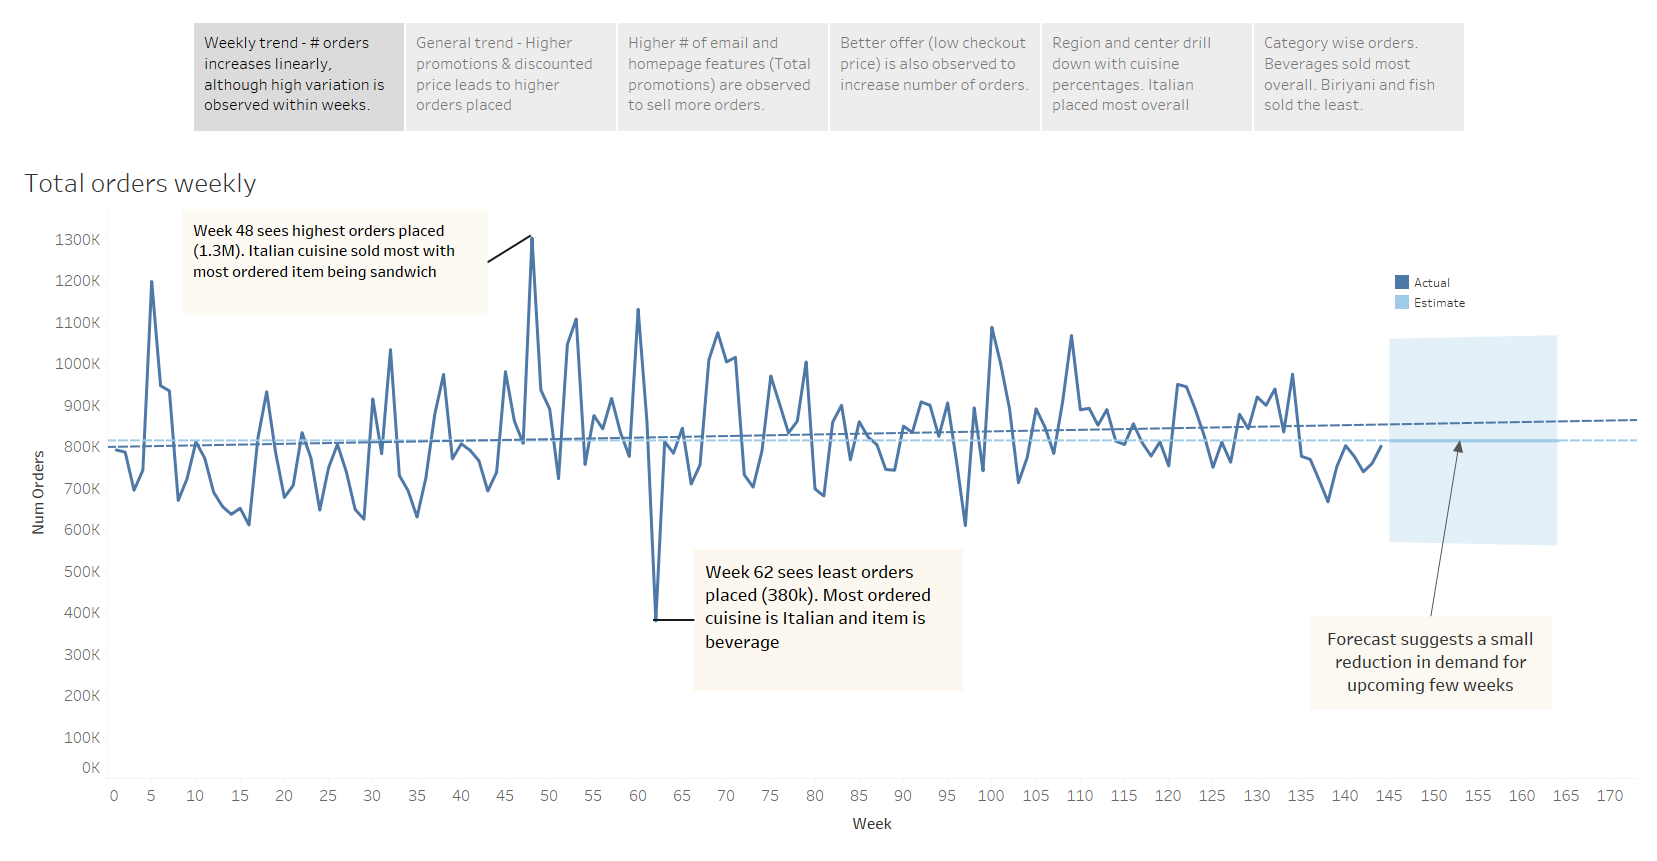 Weekly trend - # orders
increases linearly,
although high variation is
observed within weeks.
General trend - Higher
promotions & discounted
price leads to higher
orders placed
Higher # of email and
homepage features (Total
promotions) are observed
to sell more orders.
Better offer (low checkout
price) is also observed to
increase number of orders.
Region and center drill
down with cuisine
percentages. Italian
placed most overall
Category wise orders.
Beverages sold most
overall. Biriyani and fish
sold the least.
Total orders weekly
Week 48 sees highest orders placed
(1.3M). Italian cuisine sold most with
most ordered item being sandwich
Actual
Estimate
1300K
1200K
1100K
1000K
900K
800K
700K
600K
500K
400K
300K
200K
100K
0K
Num Orders
Week 62 sees least orders
placed (380k). Most ordered
cuisine is Italian and item is
beverage
Forecast suggests a small
reduction in demand for
upcoming few weeks
0 5 10 15 20 25 30 35 40 45 50 55 60 65 70 75 80 85 90 95 100 105 110 115 120 125 130 135 140 145 150 155 160 165 170
Week